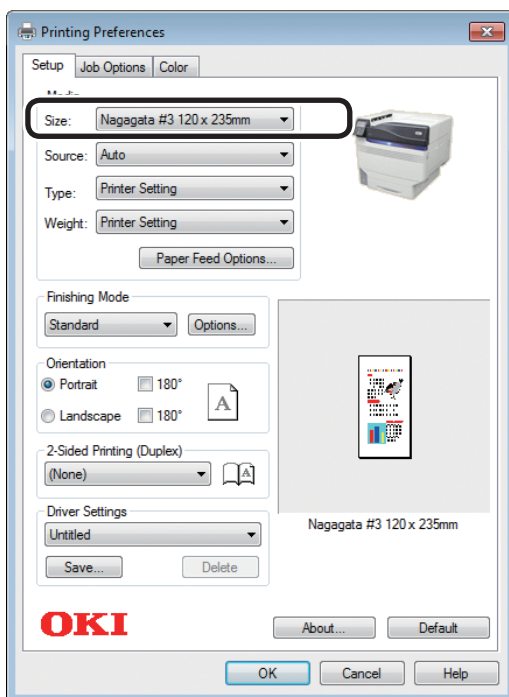 Printing Preferences
Setup Job Options Color
Media
Size: Nagagata #3 120 x 235mm
Source: Auto
Type: Printer Setting
Weight: Printer Setting
Paper Feed Options...
Finishing Mode
Standard Options...
Orientation
Portrait 180°
Landscape 180°
A
2-Sided Printing (Duplex)
(None)
A
Driver Settings
Untitled
Save... Delete
Nagagata #3 120 x 235mm
OKI
About... Default
OK Cancel Help